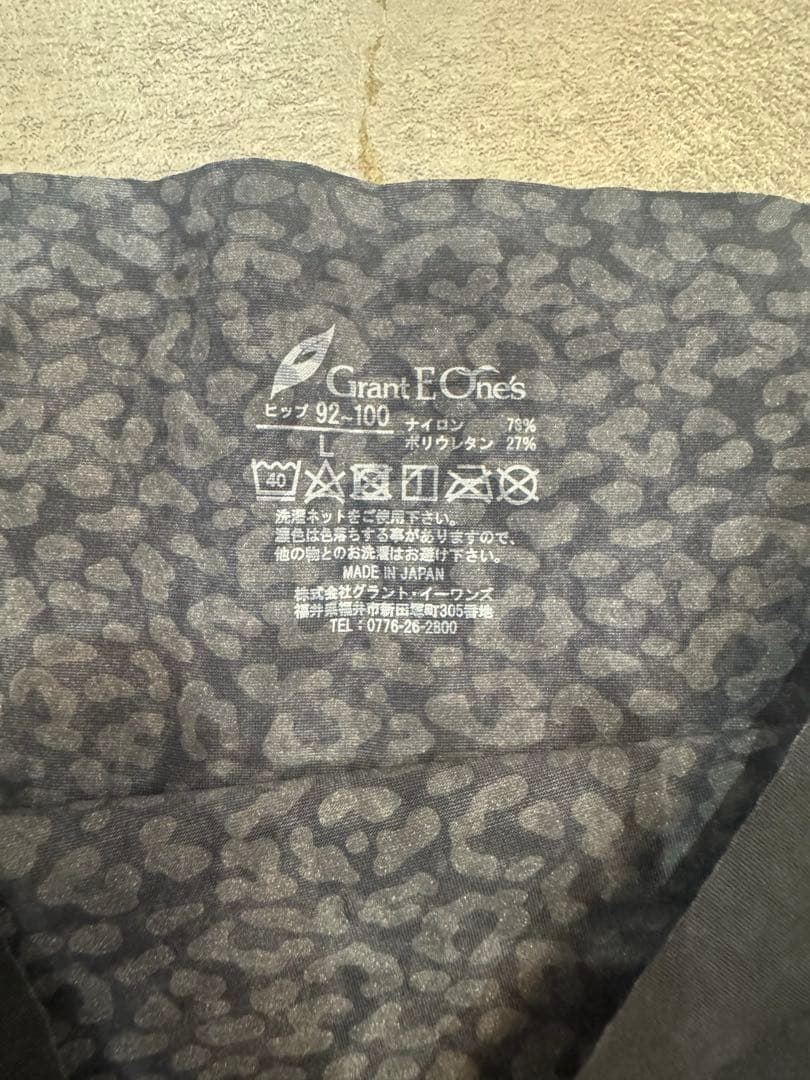 Grant E One's
ヒップ 92~100
L
ナイロン 73%
ポリウレタン 27%
40
洗濯ネットをご使用下さい。
濃色は色落ちする事がありますので、
他の物とのお洗濯はお避け下さい。
MADE IN JAPAN
株式会社グラント・イーワンズ
福井県福井市新田塚町305番地
TEL：0776-26-2800